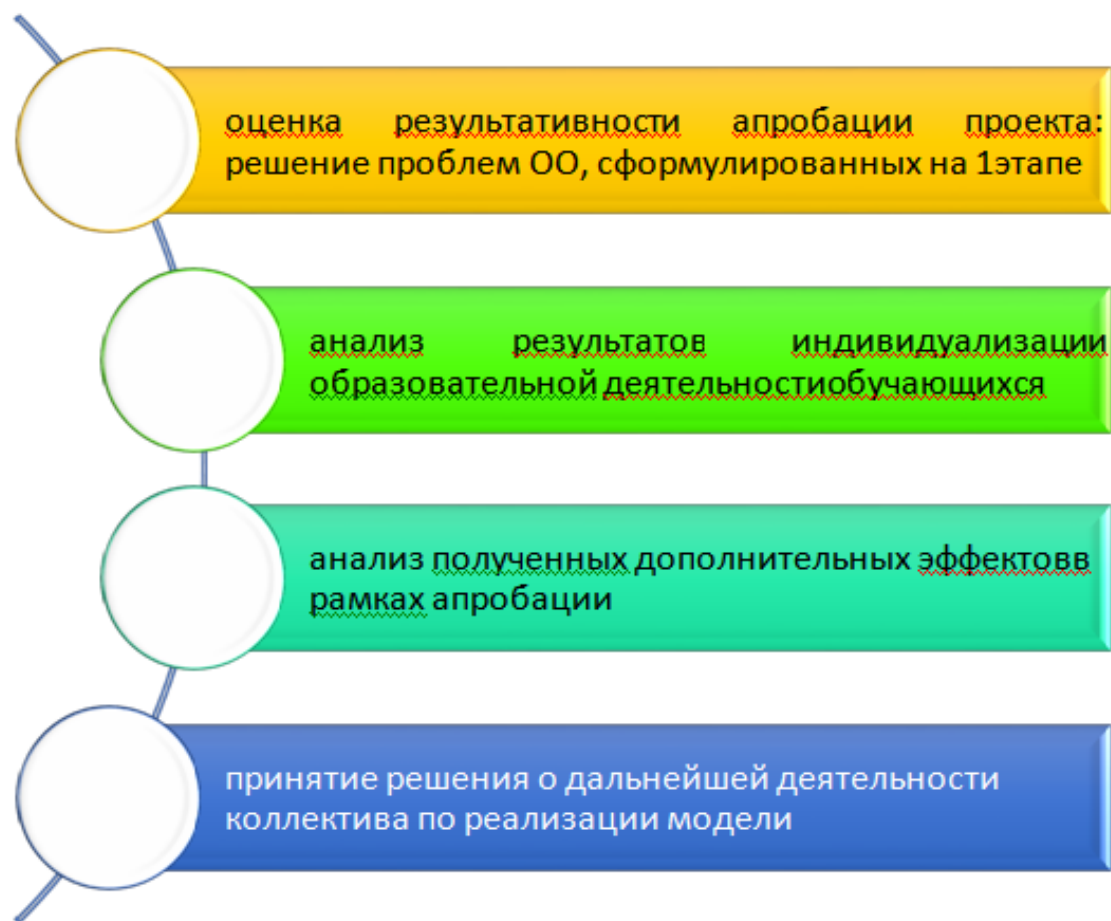 оценка результативности апробации проекта:
решение проблем ОО, сформулированных на 1этапе
анализ результатов индивидуализации
образовательной деятельностиобучающихся
анализ полученных дополнительных эффектовв
рамках апробации
принятие решения о дальнейшей деятельности
коллектива по реализации модели